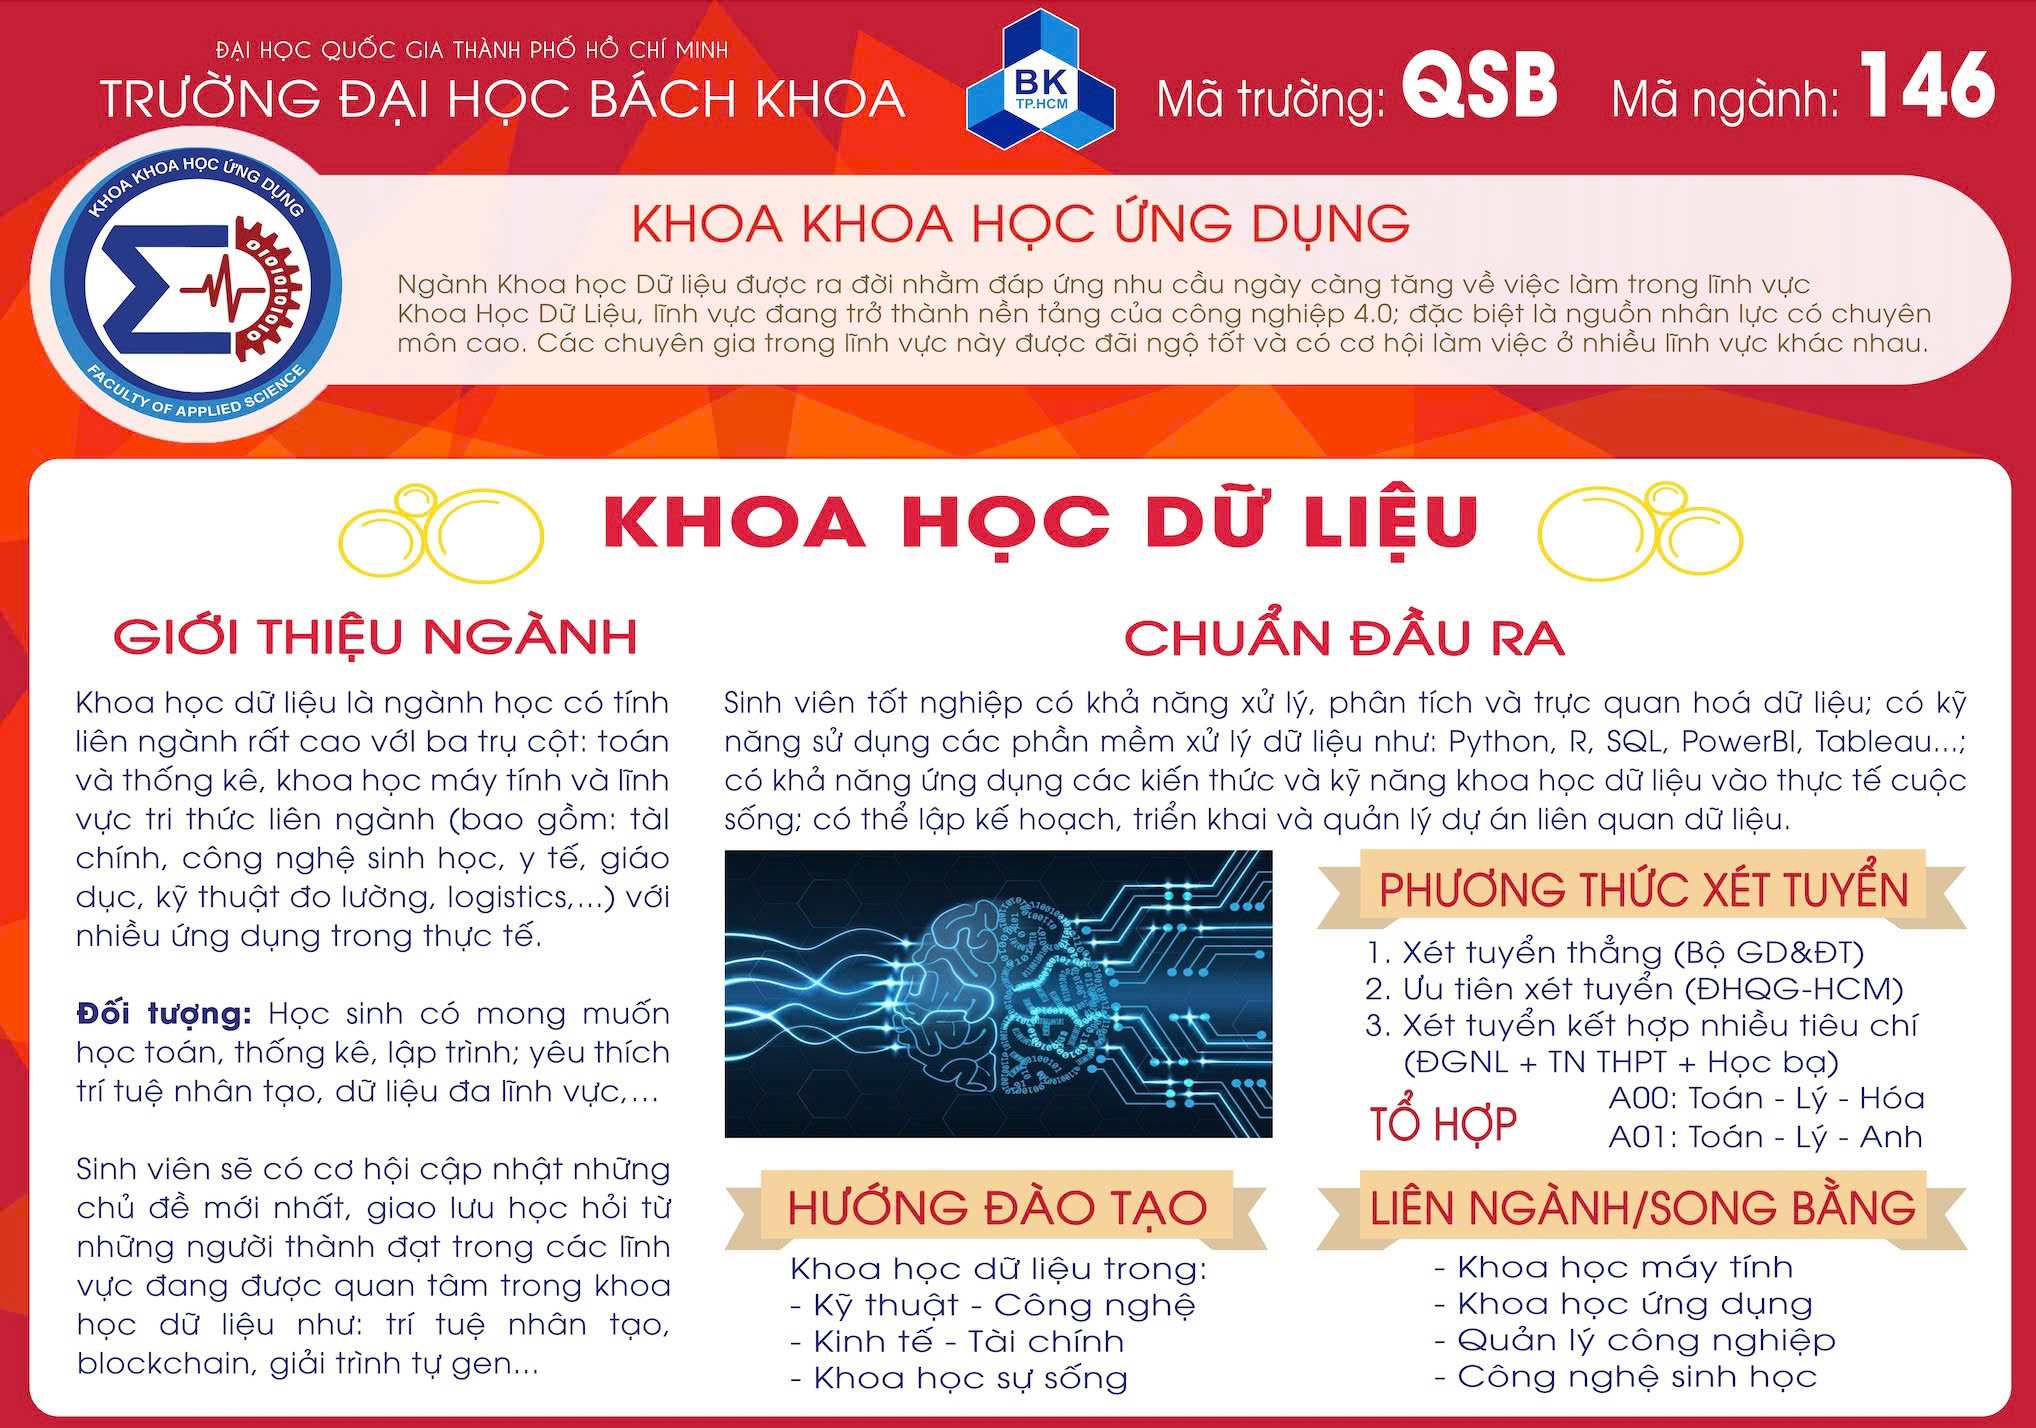 ĐẠI HỌC QUỐC GIA THÀNH PHỐ HỒ CHÍ MINH
TRƯỜNG ĐẠI HỌC BÁCH KHOA
BK
TP.HCM
Mã trường: QSB
Mã ngành: 146
KHOA KHOA HỌC ỨNG DỤNG
FACULTY OF APPLIED SCIENCE
KHOA KHOA HỌC ỨNG DỤNG
Ngành Khoa học Dữ liệu được ra đời nhằm đáp ứng nhu cầu ngày càng tăng về việc làm trong lĩnh vực
Khoa Học Dữ Liệu, lĩnh vực đang trở thành nền tảng của công nghiệp 4.0; đặc biệt là nguồn nhân lực có chuyên
môn cao. Các chuyên gia trong lĩnh vực này được đãi ngộ tốt và có cơ hội làm việc ở nhiều lĩnh vực khác nhau.
KHOA HỌC DỮ LIỆU
GIỚI THIỆU NGÀNH
Khoa học dữ liệu là ngành học có tính
liên ngành rất cao vớI ba trụ cột: toán
và thống kê, khoa học máy tính và lĩnh
vực tri thức liên ngành (bao gồm: tàI
chính, công nghệ sinh học, y tế, giáo
dục, kỹ thuật đo lường, logistics,...) với
nhiều ứng dụng trong thực tế.
Đối tượng: Học sinh có mong muốn
học toán, thống kê, lập trình; yêu thích
trí tuệ nhân tạo, dữ liệu đa lĩnh vực,...
Sinh viên sẽ có cơ hội cập nhật những
chủ đề mới nhất, giao lưu học hỏi từ
những người thành đạt trong các lĩnh
vực đang được quan tâm trong khoa
học dữ liệu như: trí tuệ nhân tạo,
blockchain, giải trình tự gen...
CHUẨN ĐẦU RA
Sinh viên tốt nghiệp có khả năng xử lý, phân tích và trực quan hoá dữ liệu; có kỹ
năng sử dụng các phần mềm xử lý dữ liệu như: Python, R, SQL, PowerBI, Tableau...;
có khả năng ứng dụng các kiến thức và kỹ năng khoa học dữ liệu vào thực tế cuộc
sống; có thể lập kế hoạch, triển khai và quản lý dự án liên quan dữ liệu.
PHƯƠNG THỨC XÉT TUYỂN
1. Xét tuyển thẳng (Bộ GD&ĐT)
2. Ưu tiên xét tuyển (ĐHQG-HCM)
3. Xét tuyển kết hợp nhiều tiêu chí
(ĐGNL + TN THPT + Học bạ)
TỔ HỢP
A00: Toán - Lý - Hóa
A01: Toán - Lý - Anh
HƯỚNG ĐÀO TẠO
Khoa học dữ liệu trong:
- Kỹ thuật - Công nghệ
- Kinh tế - Tài chính
- Khoa học sự sống
LIÊN NGÀNH/SONG BẰNG
- Khoa học máy tính
- Khoa học ứng dụng
- Quản lý công nghiệp
- Công nghệ sinh học